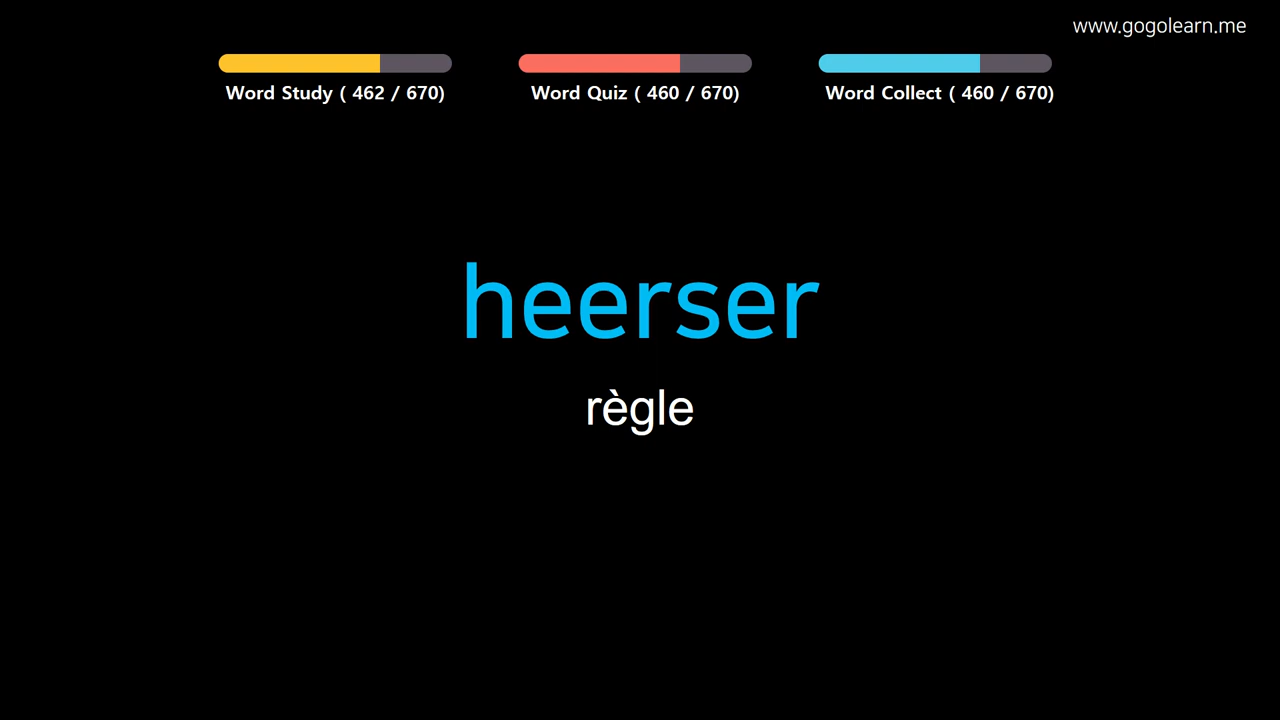 www.gogolearn.me
Word Study ( 462 / 670)
Word Quiz ( 460 / 670)
Word Collect ( 460 / 670)
heerser
règle